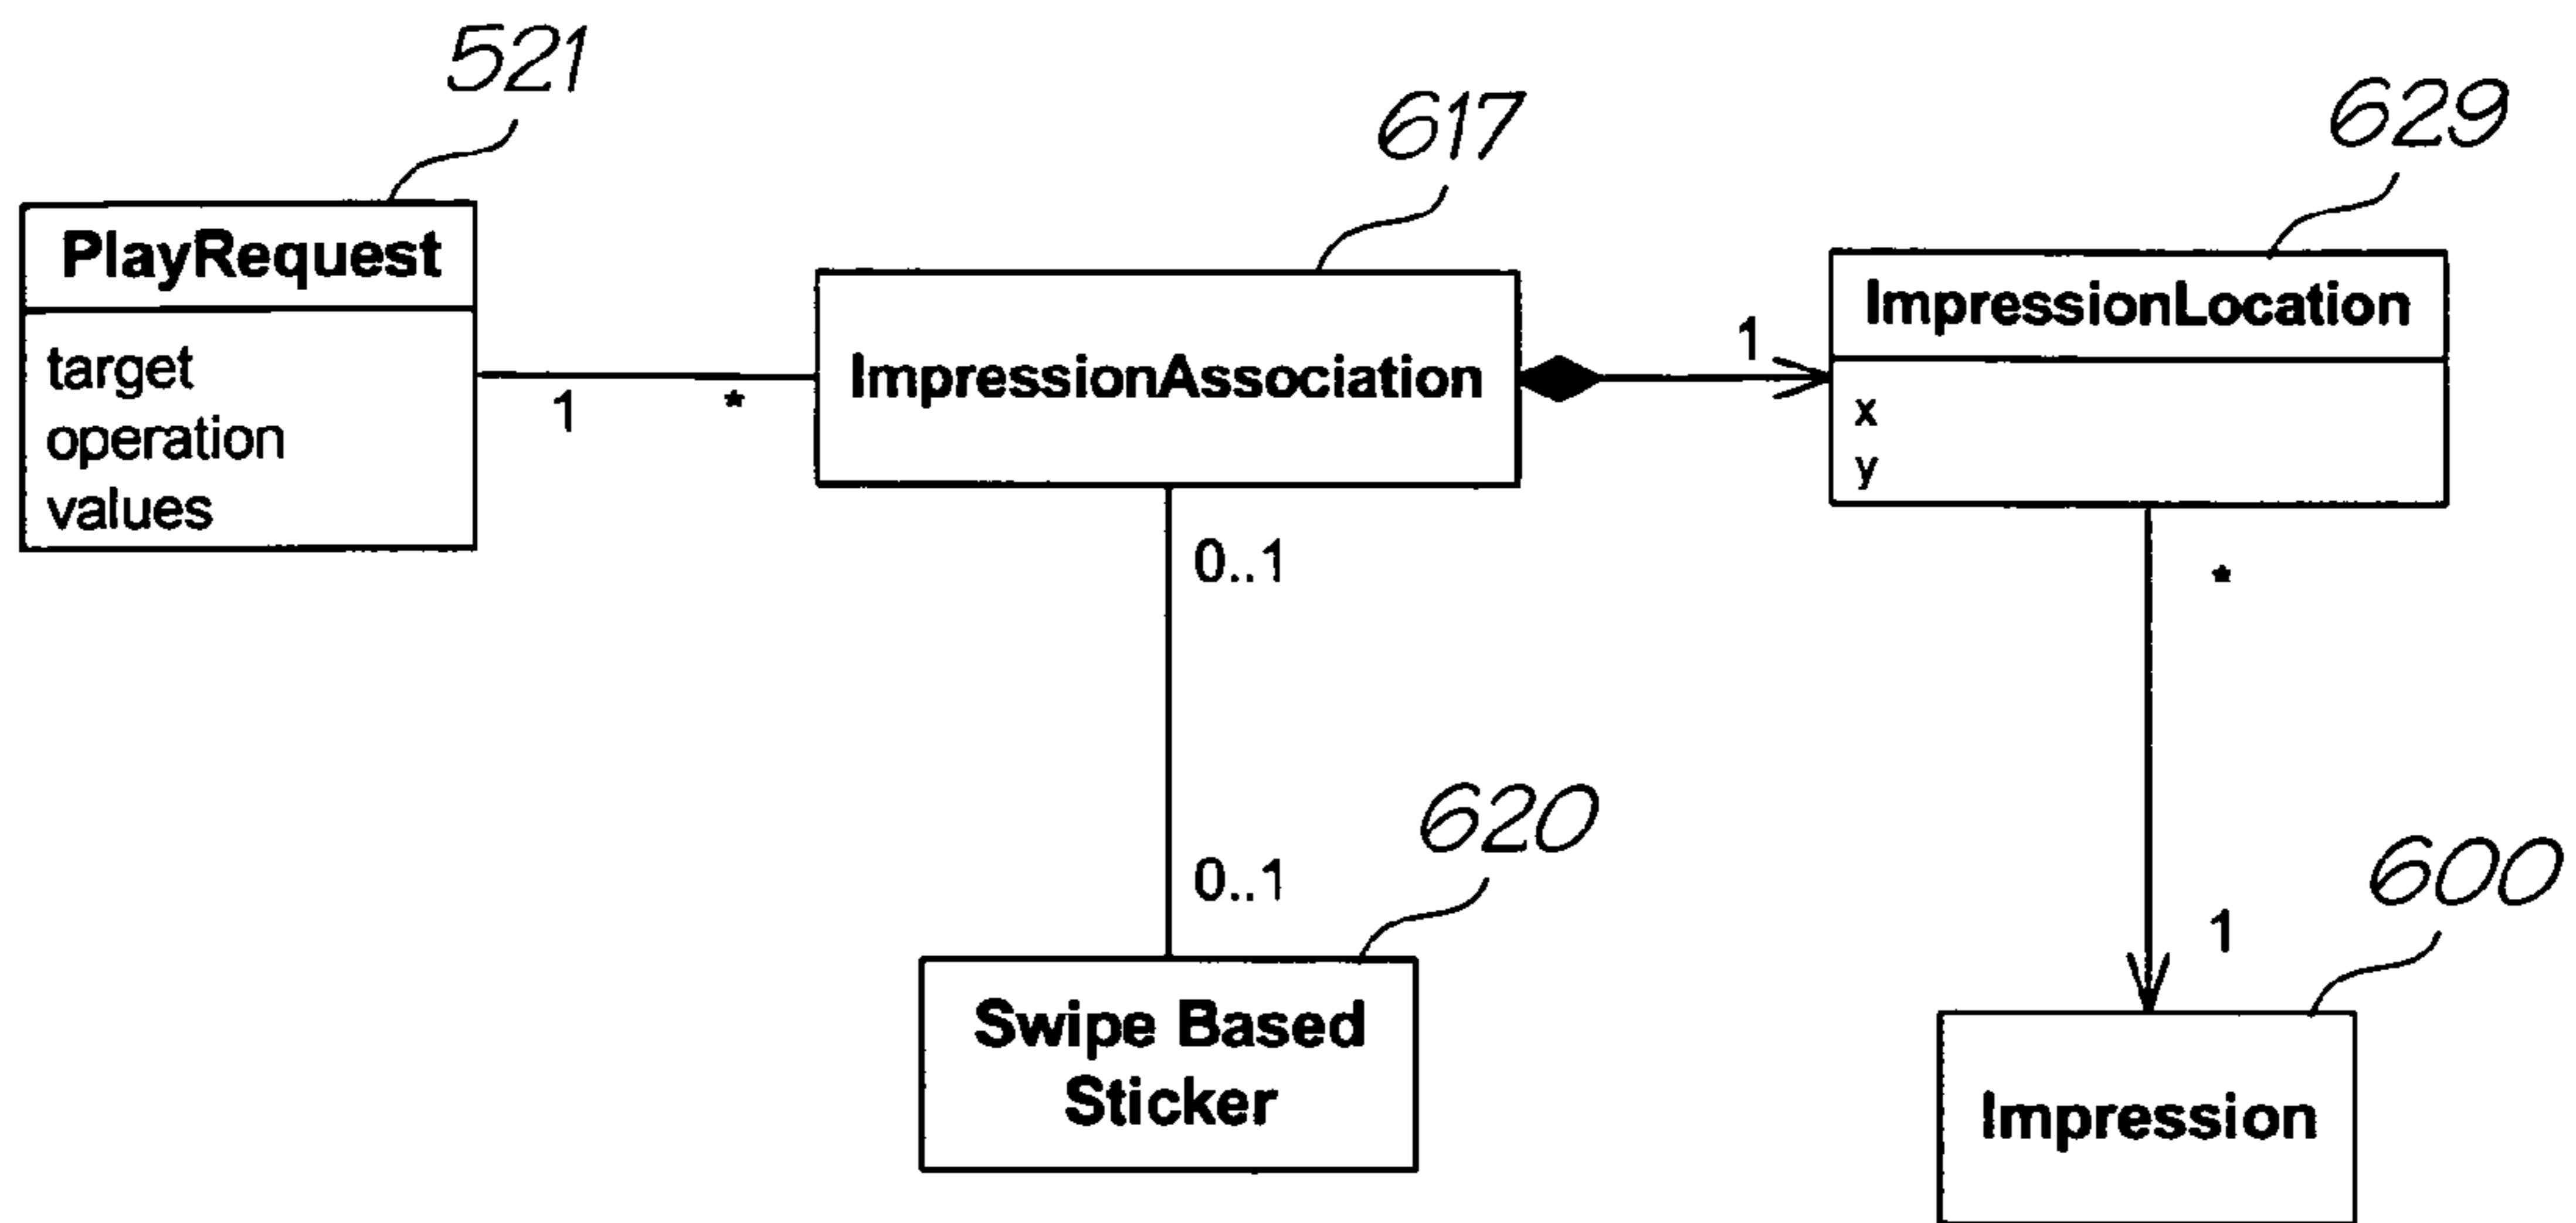 521
617
629
PlayRequest
target
operation
values
1
*
ImpressionAssociation
1
ImpressionLocation
x
y
0..1
*
0..1
620
1
600
Swipe Based
Sticker
Impression